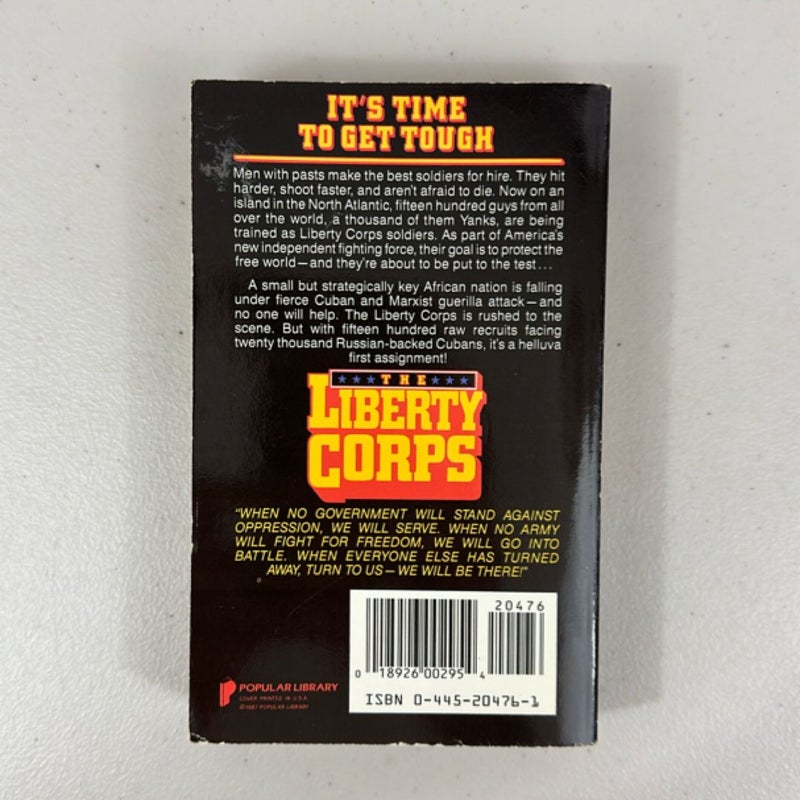 IT'S TIME
TO GET TOUGH
Men with pasts make the best soldiers for hire. They hit
harder, shoot faster, and aren't afraid to die. Now on an
island in the North Atlantic, fifteen hundred guys from all
over the world, a thousand of them Yanks, are being
trained as Liberty Corps soldiers. As part of America's
new independent fighting force, their goal is to protect the
free world—and they're about to be put to the test...
A small but strategically key African nation is falling
under fierce Cuban and Marxist guerilla attack—and
no one will help. The Liberty Corps is rushed to the
scene. But with fifteen hundred raw recruits facing
twenty thousand Russian-backed Cubans, it's a helluva
first assignment!
THE
LIBERTY
CORPS
"WHEN NO GOVERNMENT WILL STAND AGAINST
OPPRESSION, WE WILL SERVE. WHEN NO ARMY
WILL FIGHT FOR FREEDOM, WE WILL GO INTO
BATTLE. WHEN EVERYONE ELSE HAS TURNED
AWAY, TURN TO US—WE WILL BE THERE!"
20476
0 18926 00295 4
ISBN 0-445-20476-1
POPULAR LIBRARY
COVER PRINTED IN U.S.A.
©1987 POPULAR LIBRARY